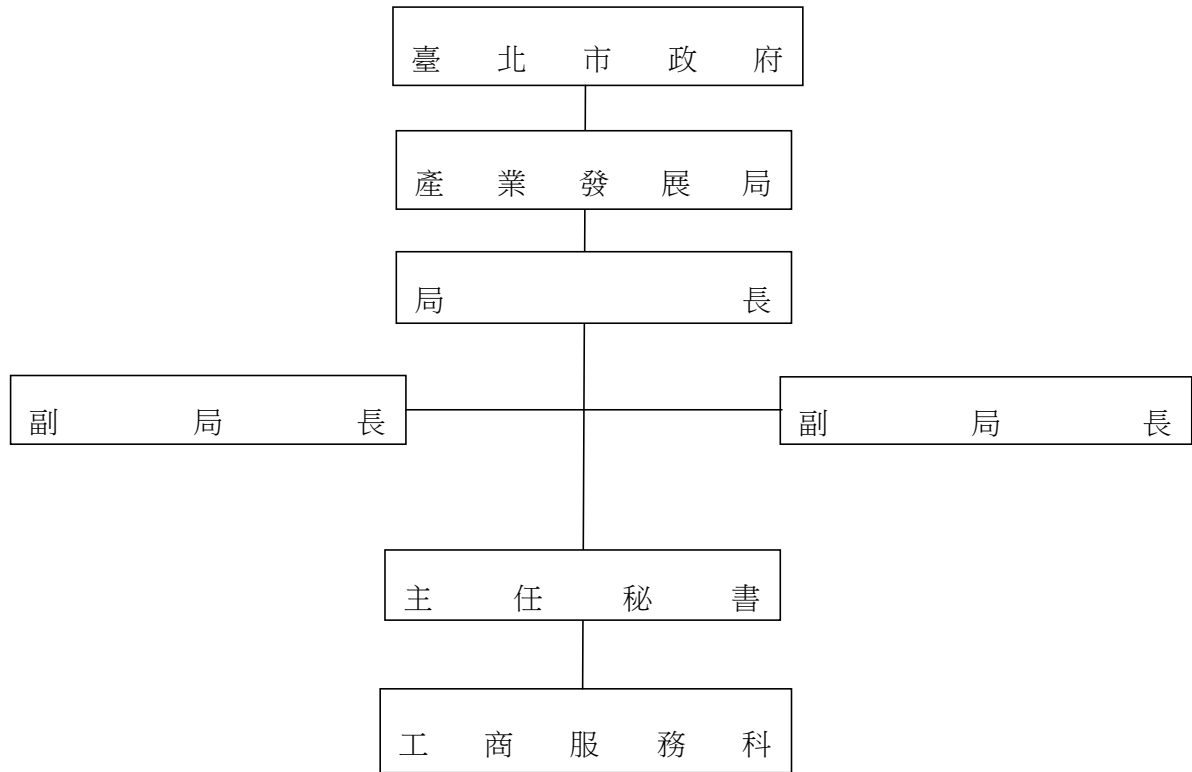 臺北市政府
產業發展局
局長
副局長
副局長
主任秘書
工商服務科